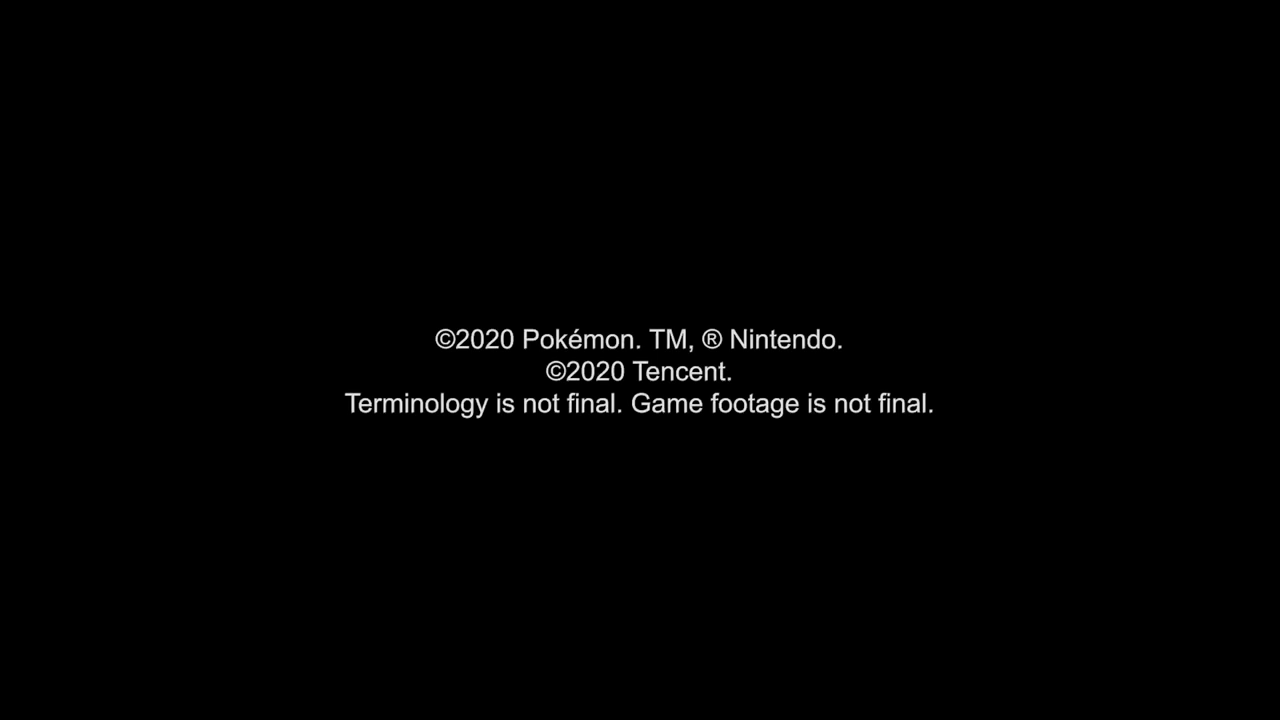 ©2020 Pokémon. TM, ® Nintendo.
©2020 Tencent.
Terminology is not final. Game footage is not final.